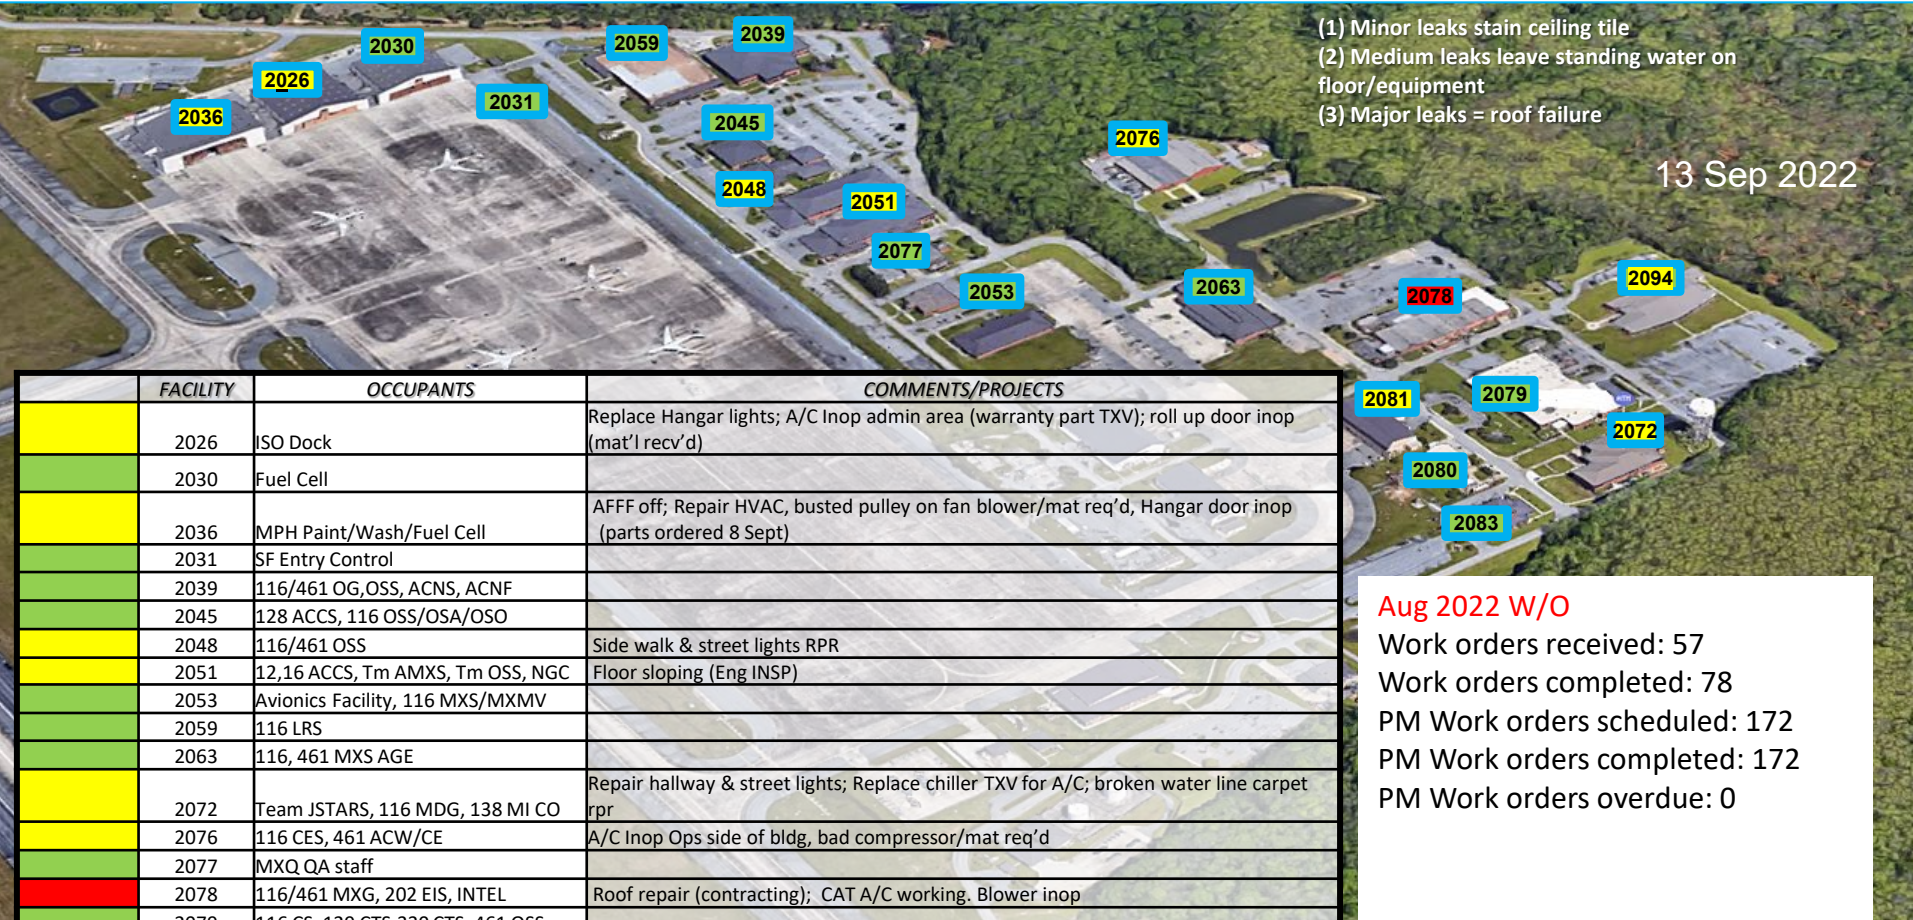 2030
2059
2039
2026
2036
2031
2045
2076
2048
2051
2077
2053
2063
2078
2094
2081
2079
2072
2080
2083
(1) Minor leaks stain ceiling tile
(2) Medium leaks leave standing water on
floor/equipment
(3) Major leaks = roof failure
13 Sep 2022
FACILITY OCCUPANTS COMMENTS/PROJECTS
Replace Hangar lights; A/C Inop admin area (warranty part TXV); roll up door inop
2026 ISO Dock (mat’l recv’d)
2030 Fuel Cell
AFFF off; Repair HVAC, busted pulley on fan blower/mat req’d, Hangar door inop
2036 MPH Paint/Wash/Fuel Cell (parts ordered 8 Sept)
2031 SF Entry Control
2039 116/461 OG,OSS, ACNS, ACNF
2045 128 ACCS, 116 OSS/OSA/OSO
2048 116/461 OSS Side walk & street lights RPR
2051 12,16 ACCS, Tm AMXS, Tm OSS, NGC Floor sloping (Eng INSP)
2053 Avionics Facility, 116 MXS/MXMV
2059 116 LRS
2063 116, 461 MXS AGE
Repair hallway & street lights; Replace chiller TXV for A/C; broken water line carpet
2072 Team JSTARS, 116 MDG, 138 MI CO rpr
2076 116 CES, 461 ACW/CE A/C Inop Ops side of bldg, bad compressor/mat req’d
2077 MXQ QA staff
2078 116/461 MXG, 202 EIS, INTEL Roof repair (contracting); CAT A/C working. Blower inop
Aug 2022 W/O
Work orders received: 57
Work orders completed: 78
PM Work orders scheduled: 172
PM Work orders completed: 172
PM Work orders overdue: 0